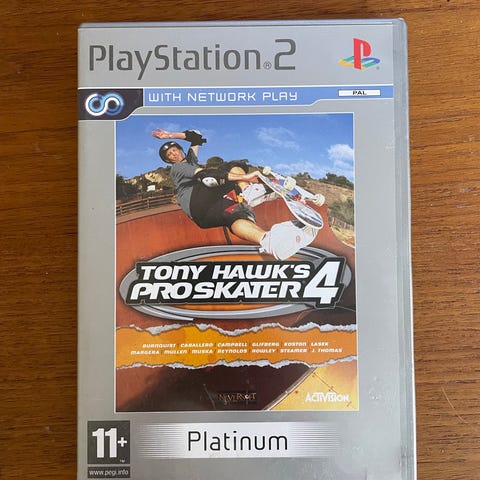 PlayStation®2
WITH NETWORK PLAY
PAL
TONY HAWK'S
PRO SKATER 4
BURNQUIST CABALLERO CAMPBELL GLIFBERG KOSTON LASEK
MARGERA MULLEN MUSKA REYNOLDS ROWLEY STEAMER J. THOMAS
NEVERSOFT
ACTIVISION
11+
www.pegi.info
Platinum